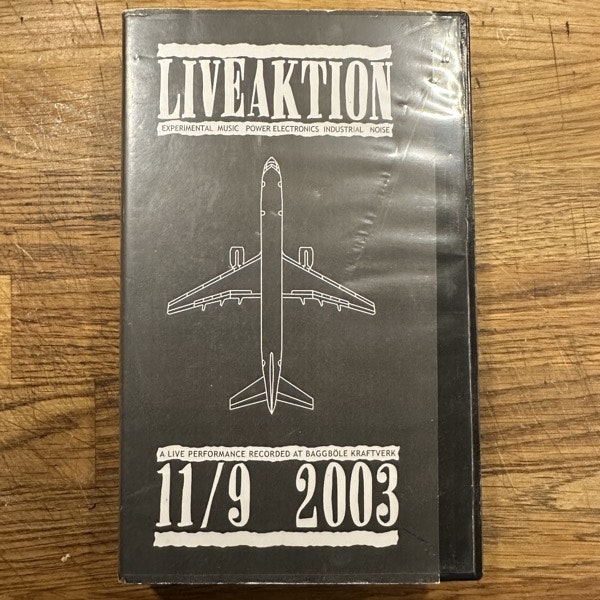 LIVEAKTION
EXPERIMENTAL MUSIC POWER ELECTRONICS INDUSTRIAL NOISE
A LIVE PERFORMANCE RECORDED AT BAGGBÖLE KRAFTVERK
11/9 2003